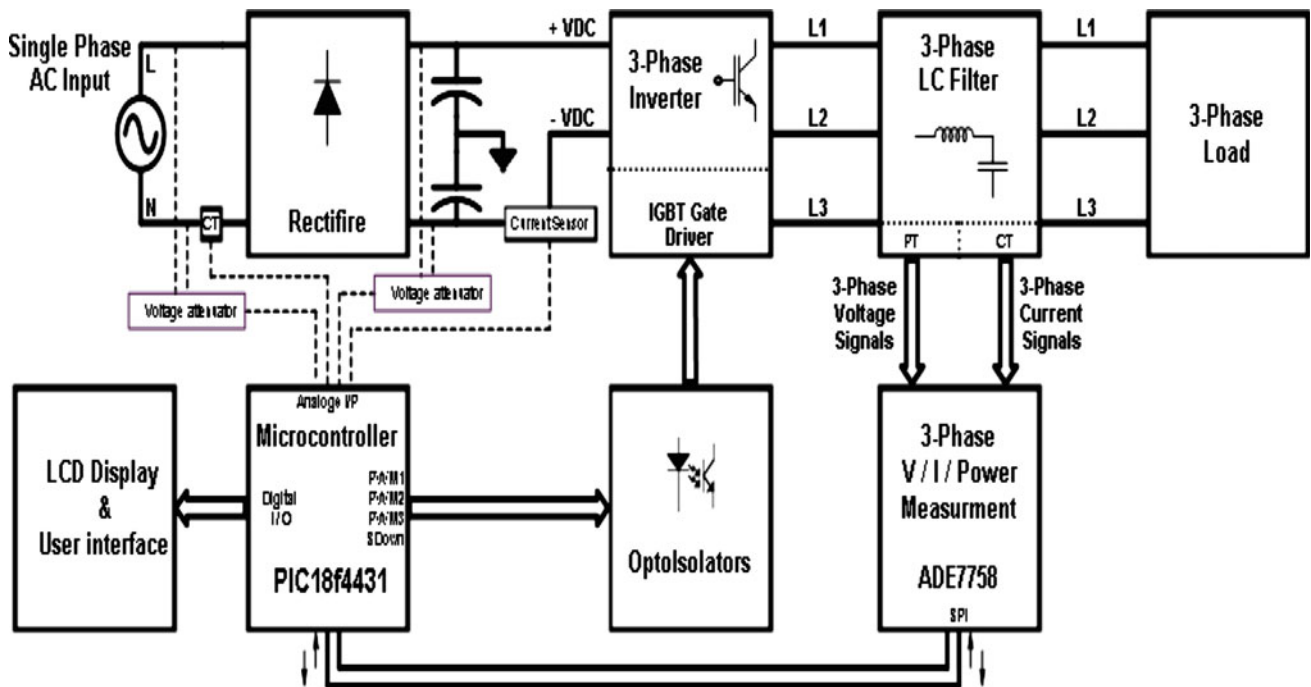 Single Phase
AC Input
L
N
CT
Rectifire
+ VDC
- VDC
Current Sensor
Voltage attenuator
Voltage attenuator
3-Phase
Inverter
IGBT Gate
Driver
L1
L2
L3
3-Phase
LC Filter
PT
CT
L1
L2
L3
3-Phase
Load
3-Phase
Voltage
Signals
3-Phase
Current
Signals
LCD Display
&
User interface
Analoge I/P
Microcontroller
Digital
I/O
PWM1
PWM2
PWM3
SDown
PIC18f4431
OptoIsolators
3-Phase
V / I / Power
Measurment
ADE7758
SPI